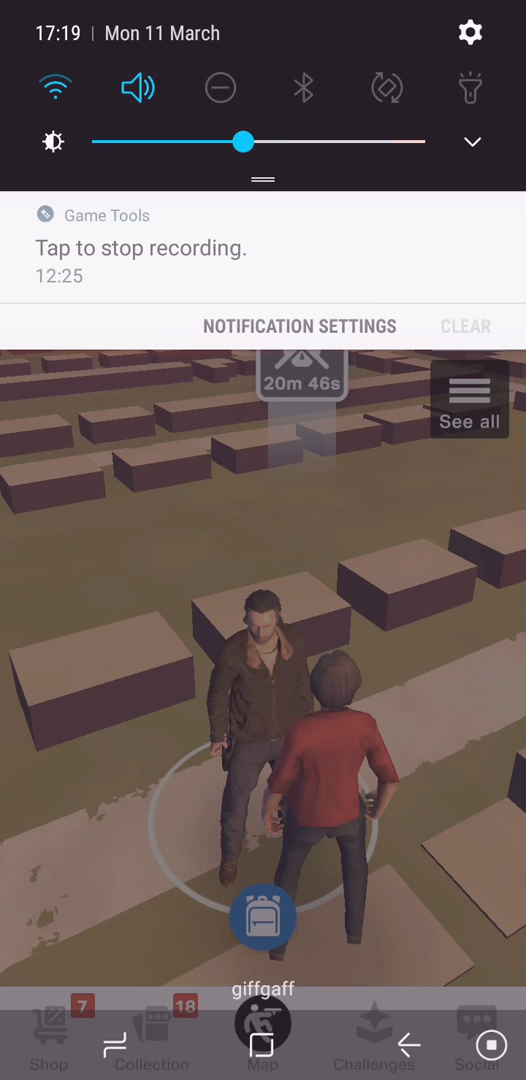 17:19 | Mon 11 March
Game Tools
Tap to stop recording.
12:25
NOTIFICATION SETTINGS CLEAR
20m 46s
See all
giffgaff
7 18
Shop Collection Map Challenges Social